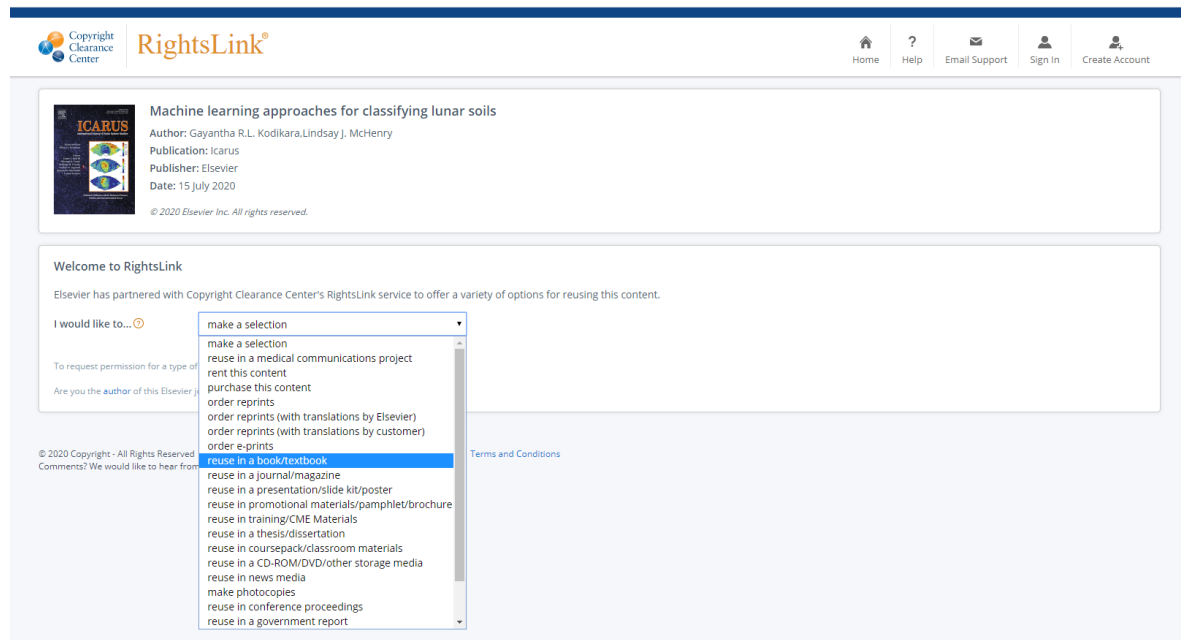 Copyright
Clearance
Center
RightsLink®
Home
Help
Email Support
Sign In
Create Account
ICARUS
Machine learning approaches for classifying lunar soils
Author: Gayantha R.L. Kodikara,Lindsay J. McHenry
Publication: Icarus
Publisher: Elsevier
Date: 15 July 2020
© 2020 Elsevier Inc. All rights reserved.
Welcome to RightsLink
Elsevier has partnered with Copyright Clearance Center's RightsLink service to offer a variety of options for reusing this content.
I would like to... ?
make a selection
make a selection
reuse in a medical communications project
rent this content
purchase this content
order reprints
order reprints (with translations by Elsevier)
order reprints (with translations by customer)
order e-prints
reuse in a book/textbook
reuse in a journal/magazine
reuse in a presentation/slide kit/poster
reuse in promotional materials/pamphlet/brochure
reuse in training/CME Materials
reuse in a thesis/dissertation
reuse in coursepack/classroom materials
reuse in a CD-ROM/DVD/other storage media
reuse in news media
make photocopies
reuse in conference proceedings
reuse in a government report
To request permission for a type of
Are you the author of this Elsevier
© 2020 Copyright - All Rights Reserved
Terms and Conditions
Comments? We would like to hear from